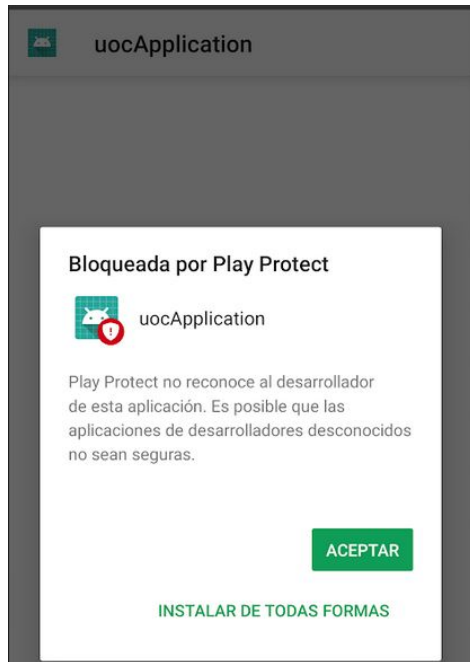 uocApplication
Bloqueada por Play Protect
uocApplication
Play Protect no reconoce al desarrollador
de esta aplicación. Es posible que las
aplicaciones de desarrolladores desconocidos
no sean seguras.
ACEPTAR
INSTALAR DE TODAS FORMAS